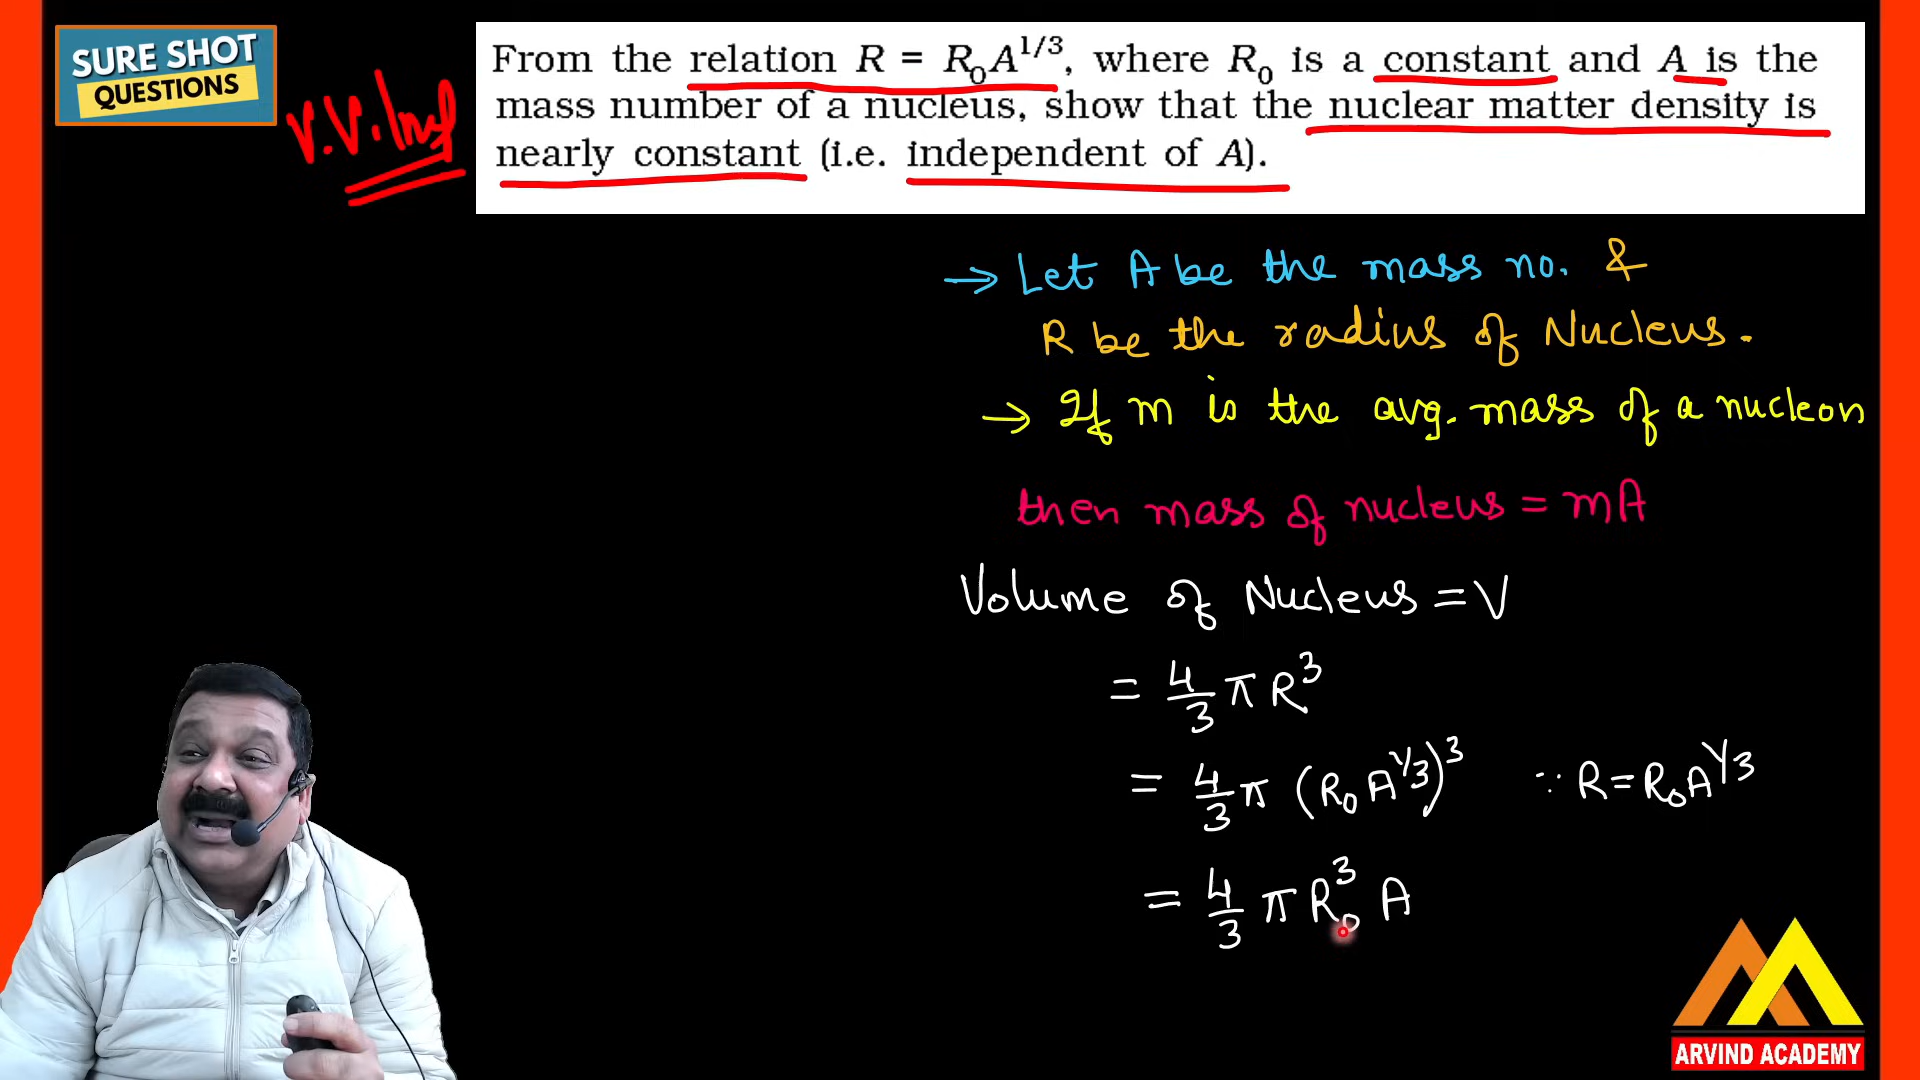 SURE SHOT
QUESTIONS
V.V. Imp
From the relation R = R₀A¹/³, where R₀ is a constant and A is the
mass number of a nucleus, show that the nuclear matter density is
nearly constant (i.e. independent of A).
→ Let A be the mass no. &
R be the radius of Nucleus.
→ If m is the avg. mass of a nucleon
then mass of nucleus = mA
Volume of Nucleus = V
= 4/3 π R³
= 4/3 π (R₀ A¹/³)³ ∵ R = R₀A¹/³
= 4/3 π R₀³ A
ARVIND ACADEMY